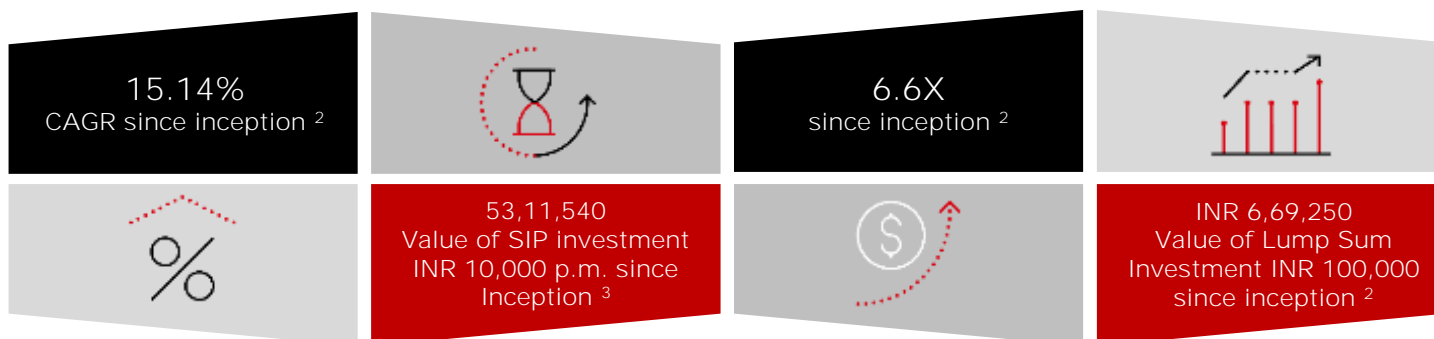 15.14%
CAGR since inception ²
6.6X
since inception ²
53,11,540
Value of SIP investment
INR 10,000 p.m. since
Inception ³
INR 6,69,250
Value of Lump Sum
Investment INR 100,000
since inception ²